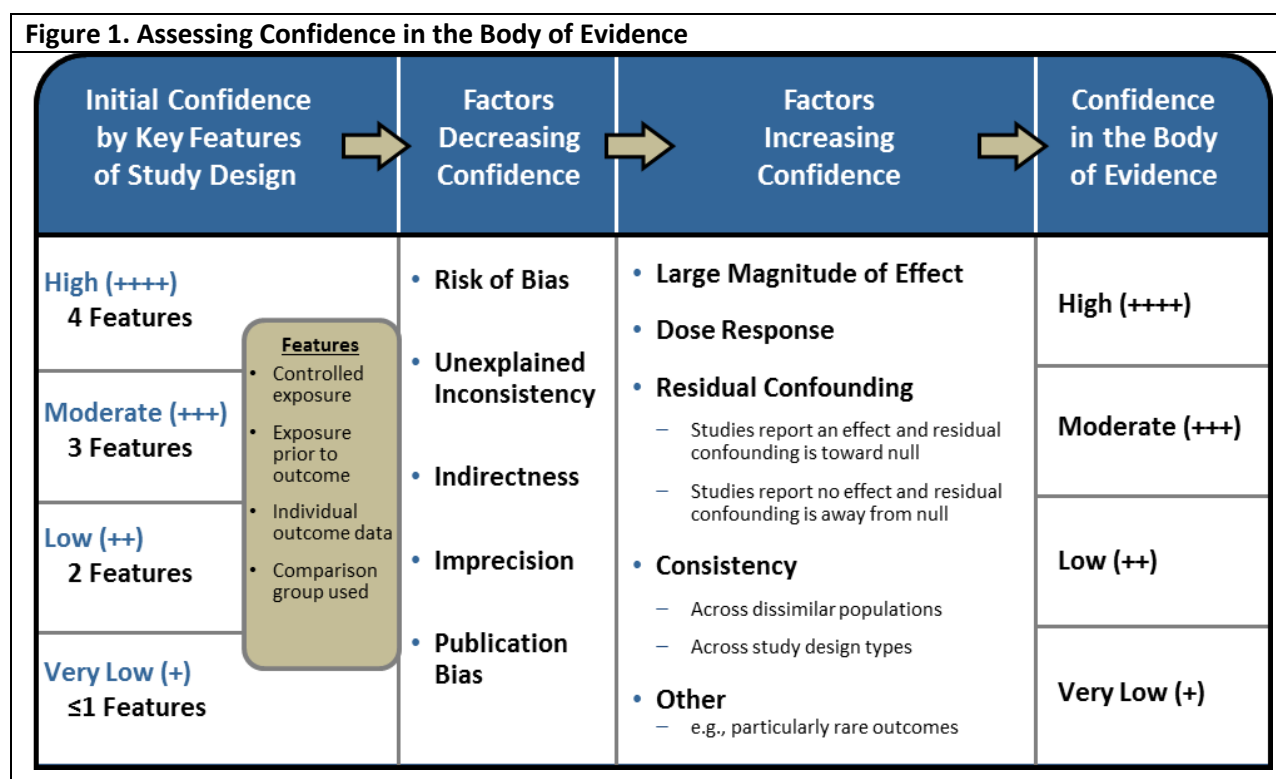 Figure 1. Assessing Confidence in the Body of Evidence
Initial Confidence
by Key Features
of Study Design
Factors
Decreasing
Confidence
Factors
Increasing
Confidence
Confidence
in the Body
of Evidence
High (++++)
4 Features
Moderate (+++)
3 Features
Low (++)
2 Features
Very Low (+)
≤1 Features
Features
• Controlled
exposure
• Exposure
prior to
outcome
• Individual
outcome data
• Comparison
group used
• Risk of Bias
• Unexplained
Inconsistency
• Indirectness
• Imprecision
• Publication
Bias
• Large Magnitude of Effect
• Dose Response
• Residual Confounding
– Studies report an effect and residual
confounding is toward null
– Studies report no effect and residual
confounding is away from null
• Consistency
– Across dissimilar populations
– Across study design types
• Other
– e.g., particularly rare outcomes
High (++++)
Moderate (+++)
Low (++)
Very Low (+)